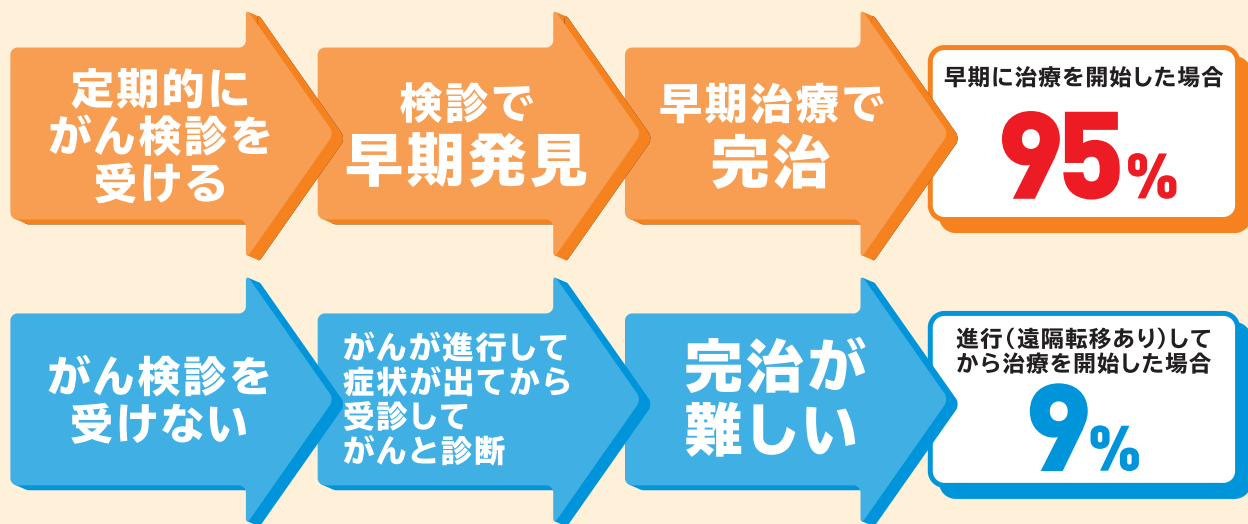 定期的に
がん検診を
受ける
検診で
早期発見
早期治療で
完治
早期に治療を開始した場合
95%
がん検診を
受けない
がんが進行して
症状が出てから
受診して
がんと診断
完治が
難しい
進行(遠隔転移あり)して
から治療を開始した場合
9%